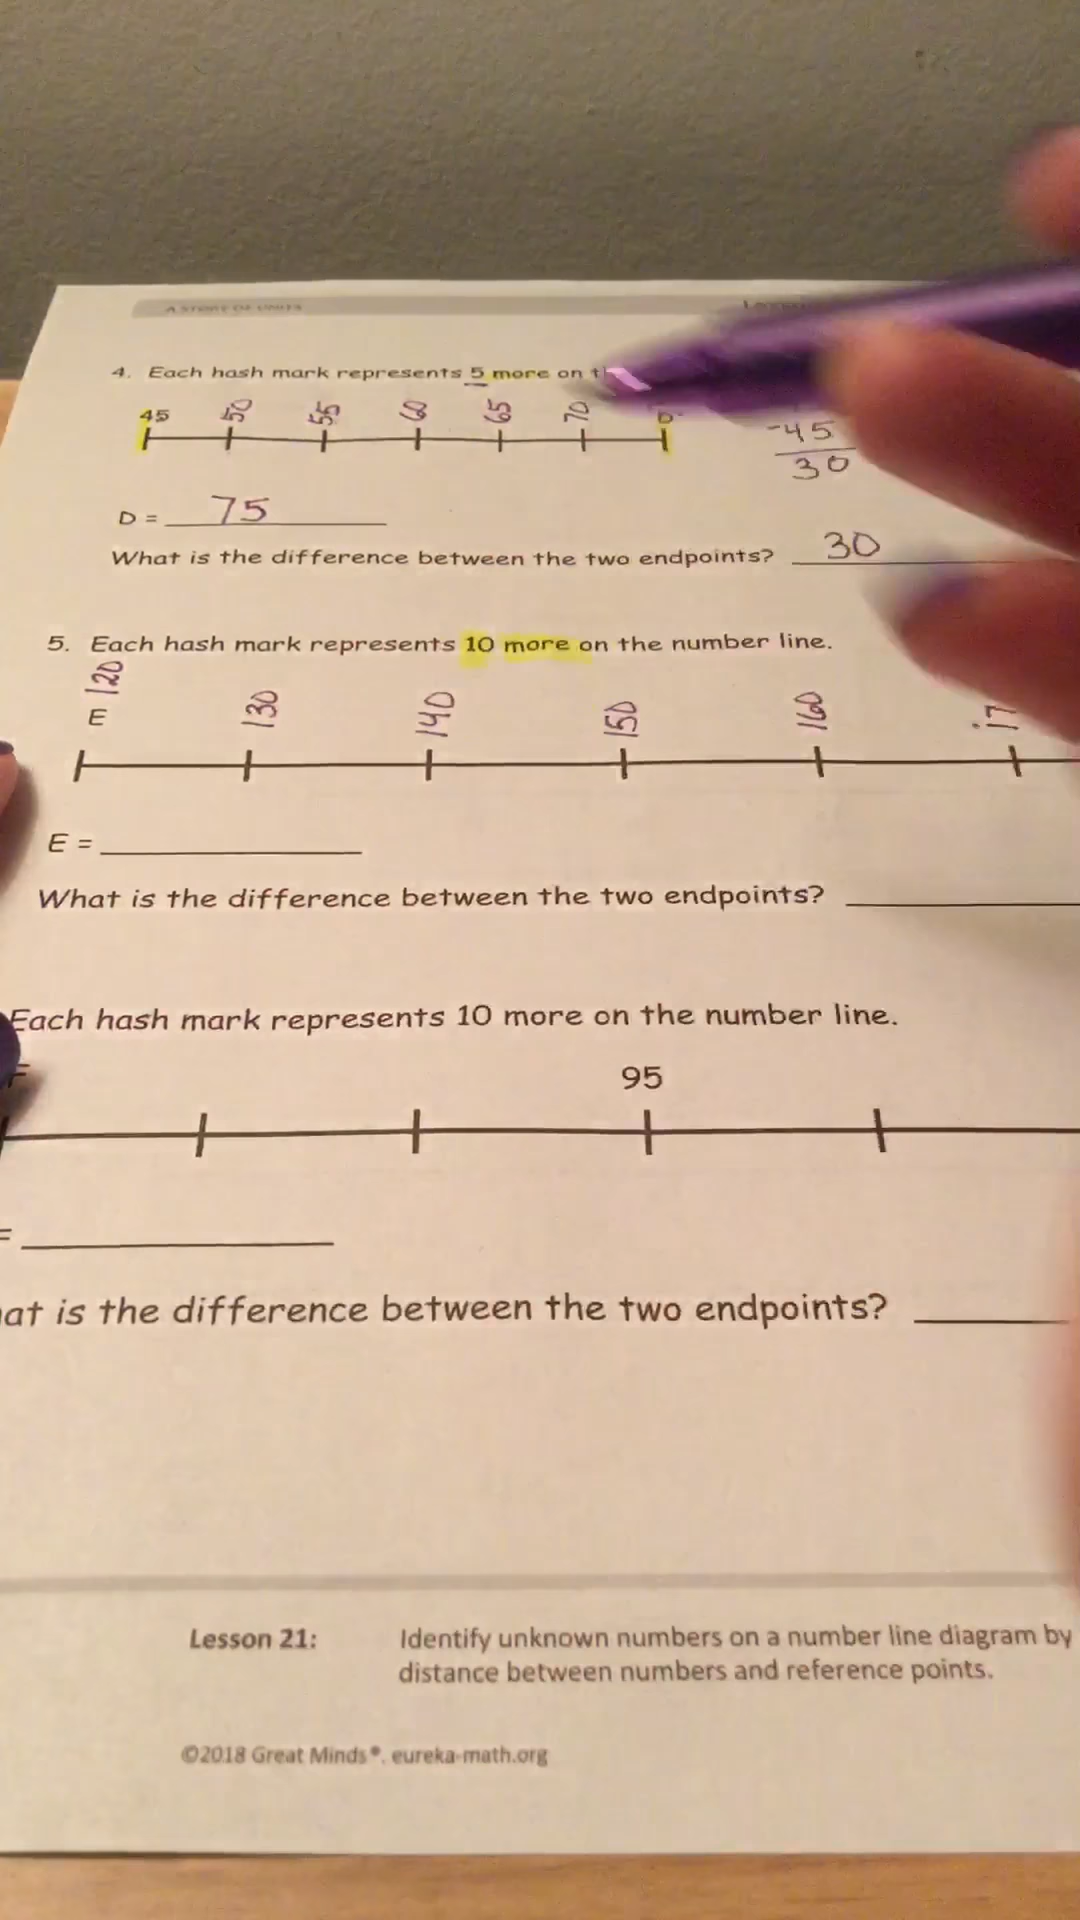 A STORY OF UNITS
4. Each hash mark represents 5 more on
45 50 55 60 65 70 D
-45
30
D = 75
What is the difference between the two endpoints? 30
5. Each hash mark represents 10 more on the number line.
120
E 130 140 150 160
E =
What is the difference between the two endpoints?
Each hash mark represents 10 more on the number line.
95
=
at is the difference between the two endpoints?
Lesson 21: Identify unknown numbers on a number line diagram by
distance between numbers and reference points.
©2018 Great Minds®. eureka-math.org